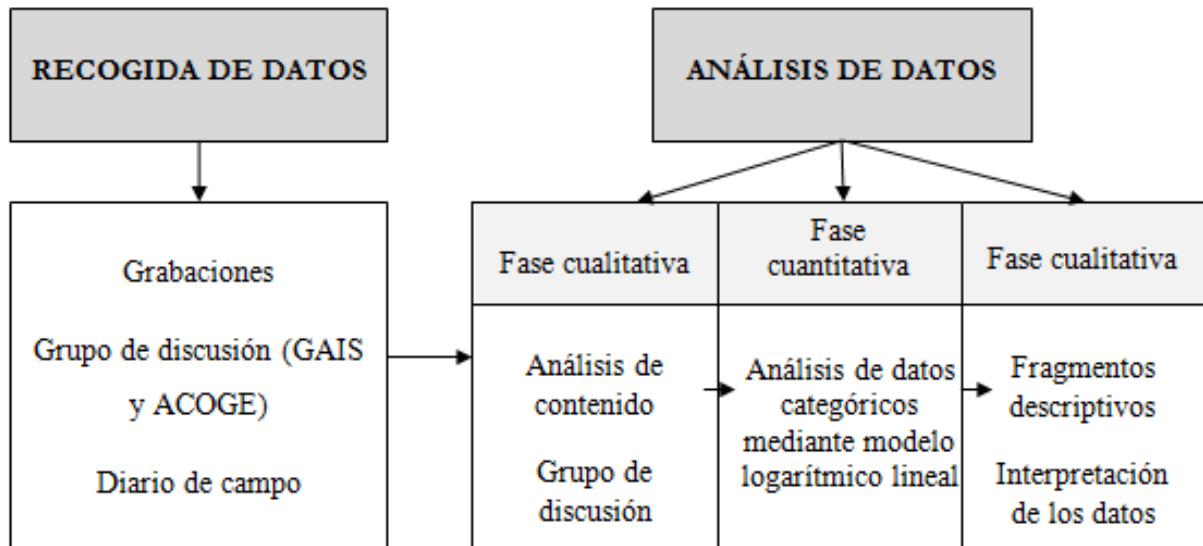 RECOGIDA DE DATOS
Grabaciones
Grupo de discusión (GAIS
y ACOGE)
Diario de campo
ANÁLISIS DE DATOS
Fase cualitativa
Análisis de
contenido
Grupo de
discusión
Fase
cuantitativa
Análisis de datos
categóricos
mediante modelo
logarítmico lineal
Fase cualitativa
Fragmentos
descriptivos
Interpretación
de los datos